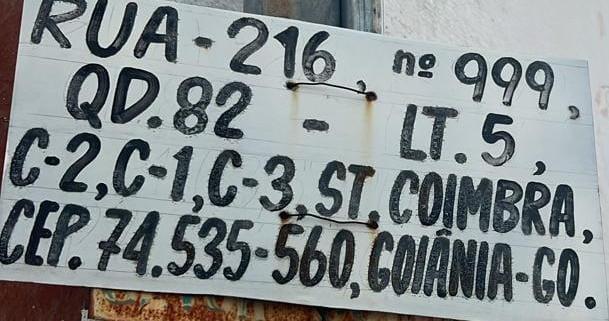 RUA - 216, nº 999,
QD. 82 - LT. 5,
C-2, C-1, C-3, ST. COIMBRA,
CEP. 74.535-560, GOIÂNIA-GO.